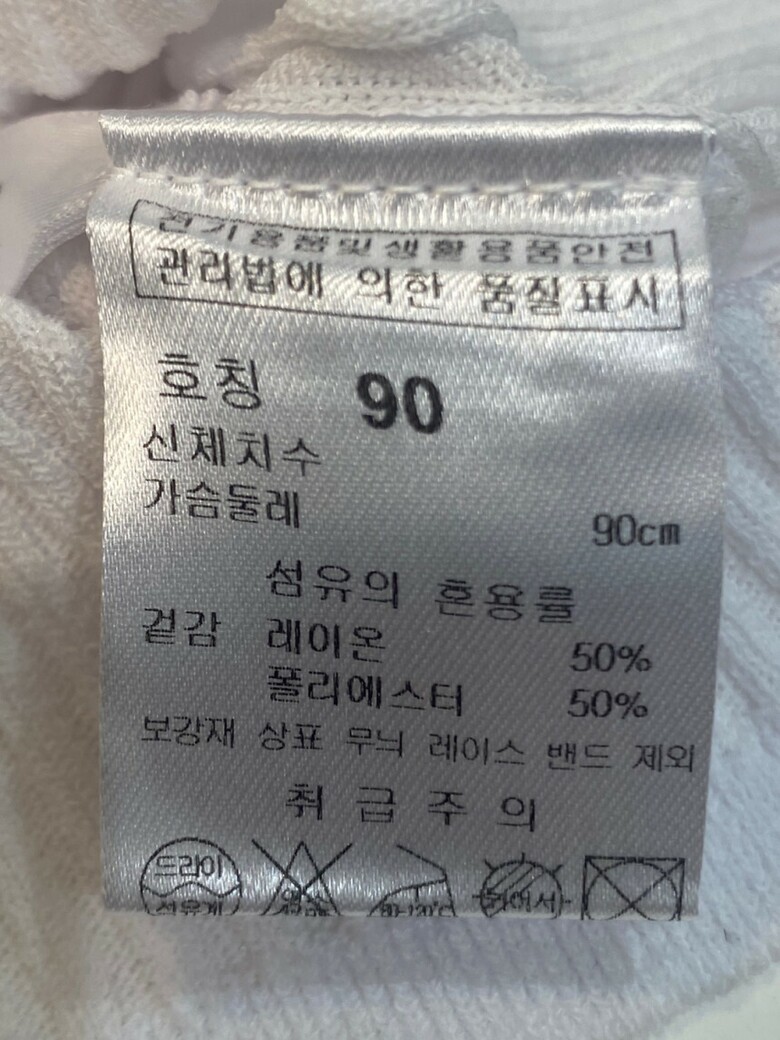 전기용품및생활용품안전
관리법에 의한 품질표시
호칭 90
신체치수
가슴둘레 90cm
섬유의 혼용률
겉감 레이온 50%
폴리에스터 50%
보강재 상표 무늬 레이스 밴드 제외
취급주의
드라이
80-120℃